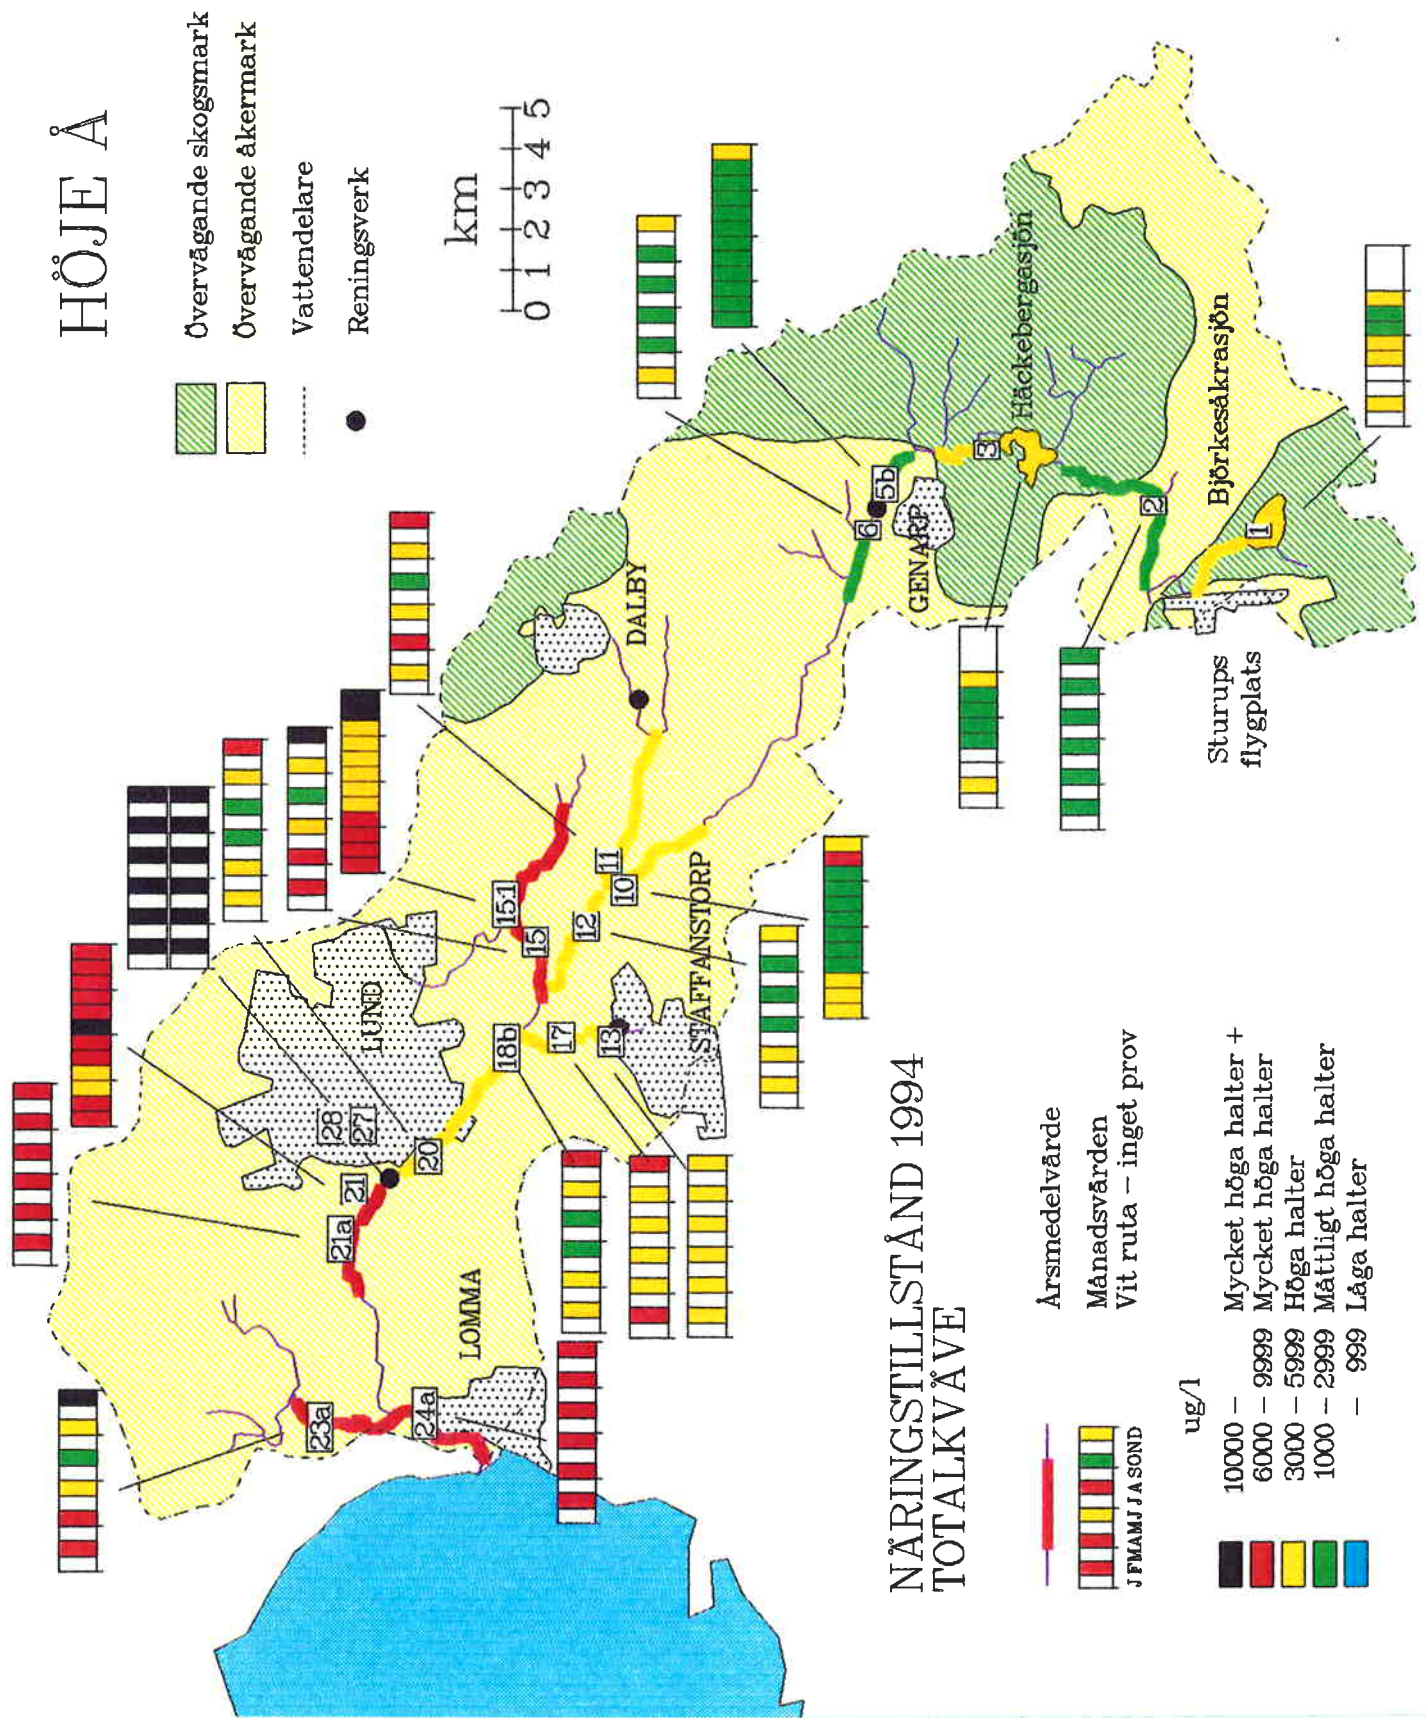 HÖJE Å
Övervägande skogsmark
Övervägande åkermark
Vattendelare
Reningsverk
km
0 1 2 3 4 5
Häckebergasjön
Björkesåkrasjön
Sturups
flygplats
GENARP
DALBY
STAFFANSTORP
LUND
LOMMA
1
2
3
5b
6
10
11
12
13
15:1
15
17
18b
20
28
27
21
21a
23a
24a
NÄRINGSTILLSTÅND 1994
TOTALKVÄVE
Årsmedelvärde
Månadsvärden
Vit ruta – inget prov
JFMAMJJASOND
ug/l
10000 – Mycket höga halter +
6000 – 9999 Mycket höga halter
3000 – 5999 Höga halter
1000 – 2999 Måttligt höga halter
– 999 Låga halter